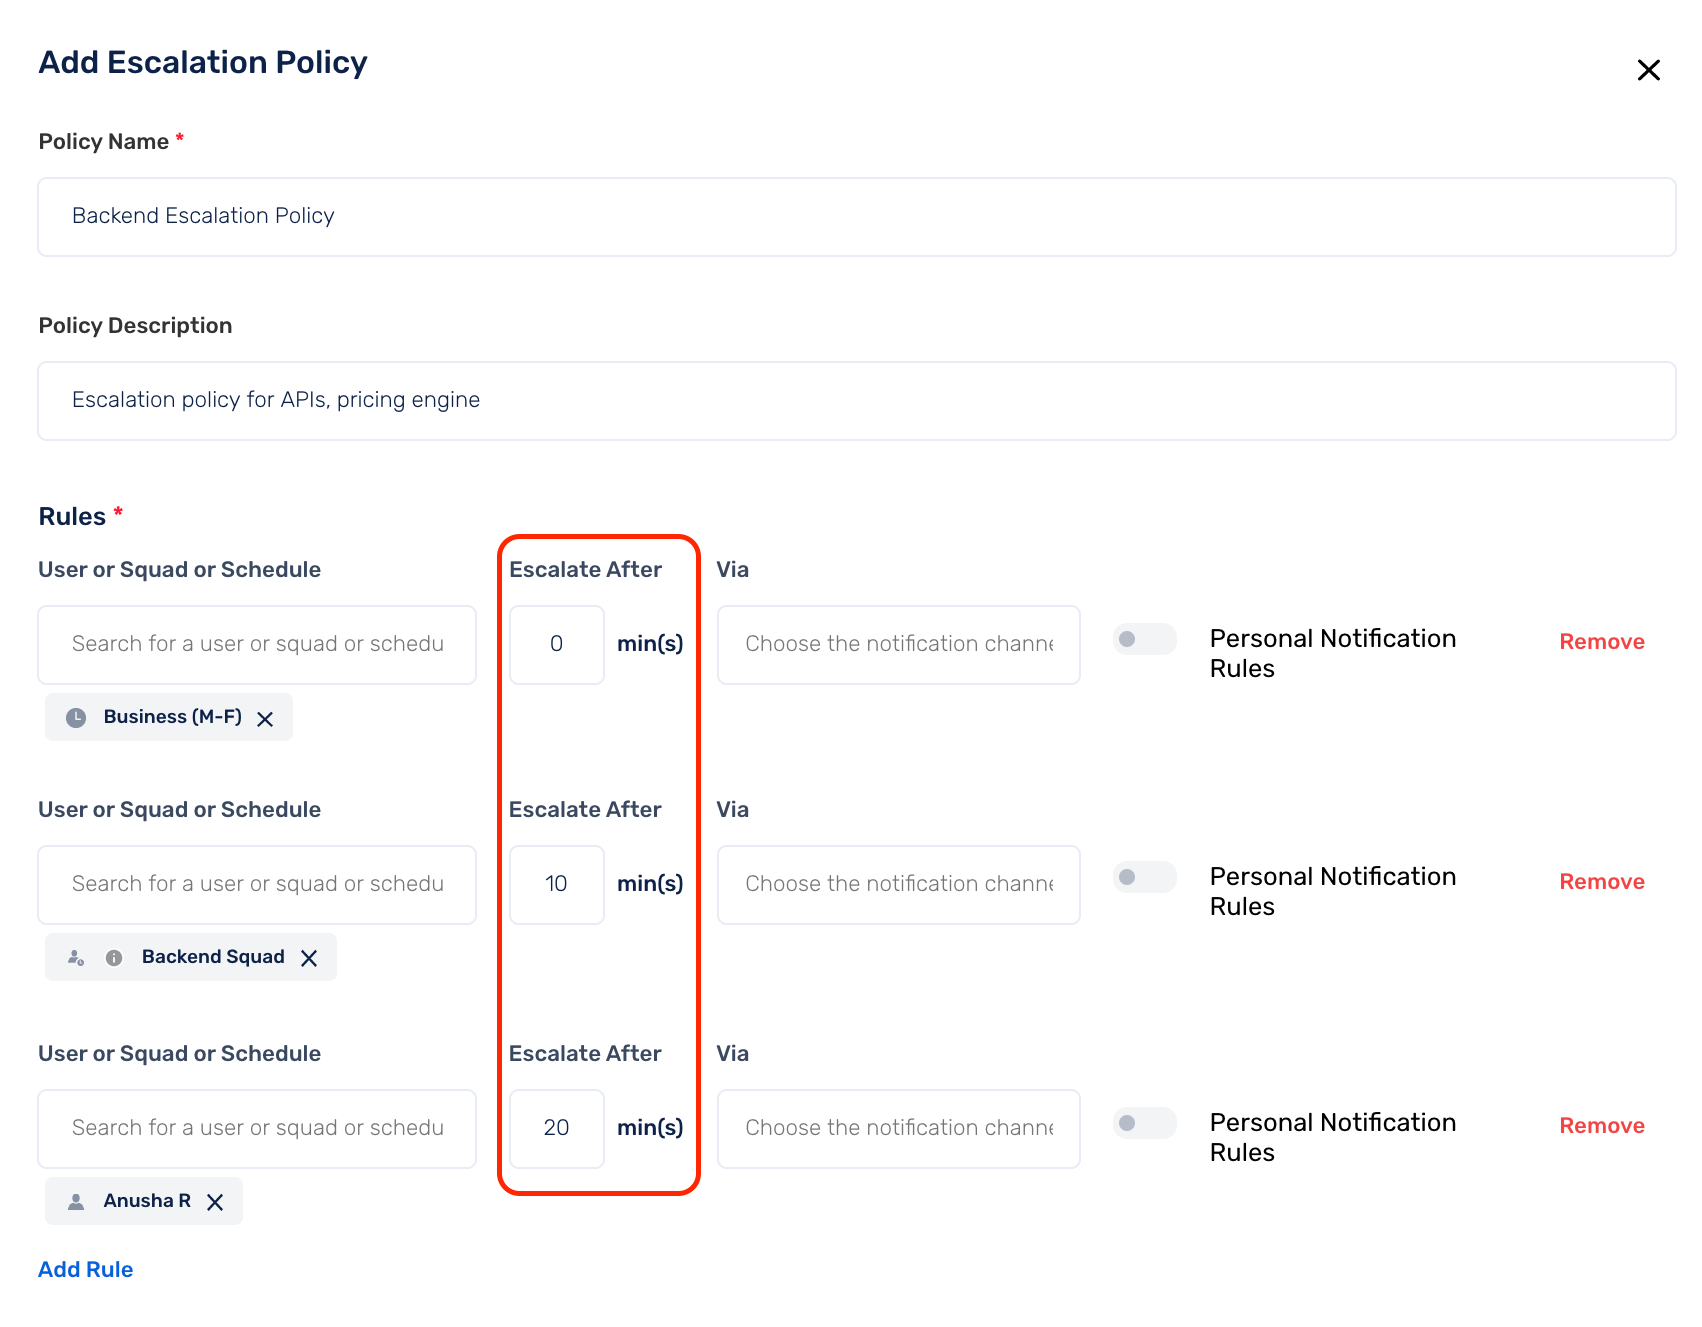 Add Escalation Policy
Policy Name *
Backend Escalation Policy
Policy Description
Escalation policy for APIs, pricing engine
Rules *
User or Squad or Schedule Escalate After Via
Search for a user or squad or schedu 0 min(s) Choose the notification channe Personal Notification Rules Remove
Business (M-F)
User or Squad or Schedule Escalate After Via
Search for a user or squad or schedu 10 min(s) Choose the notification channe Personal Notification Rules Remove
Backend Squad
User or Squad or Schedule Escalate After Via
Search for a user or squad or schedu 20 min(s) Choose the notification channe Personal Notification Rules Remove
Anusha R
Add Rule